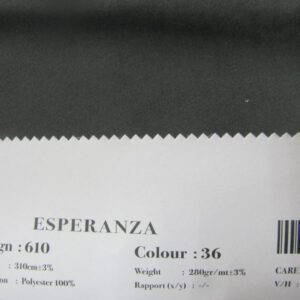 ESPERANZA
gn : 610 Colour : 36
: 310cm±3% Weight : 280gr/mt±3% CARE
on : Polyester 100% Rapport (x/y) : -/- V/H :